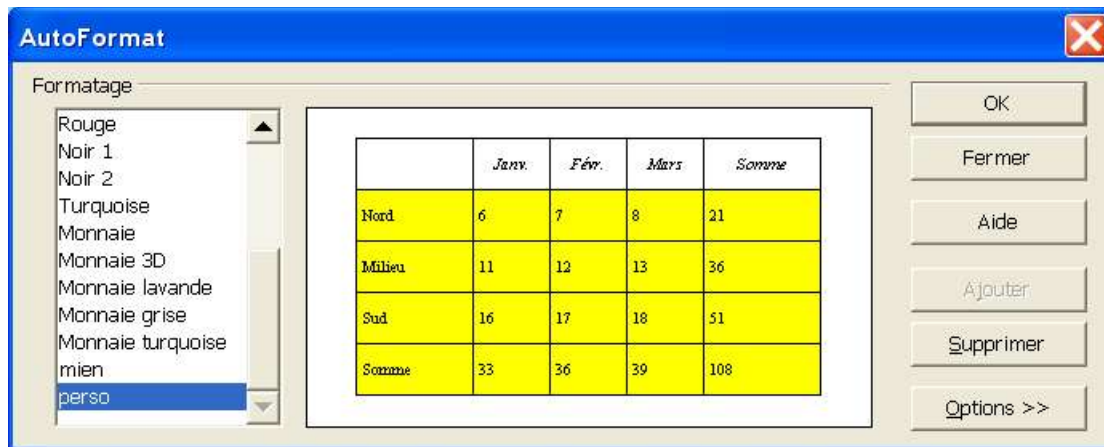 AutoFormat
Formatage
Rouge
Noir 1
Noir 2
Turquoise
Monnaie
Monnaie 3D
Monnaie lavande
Monnaie grise
Monnaie turquoise
mien
perso
Janv. Févr. Mars Somme
Nord 6 7 8 21
Milieu 11 12 13 36
Sud 16 17 18 51
Somme 33 36 39 108
OK
Fermer
Aide
Ajouter
Supprimer
Options >>